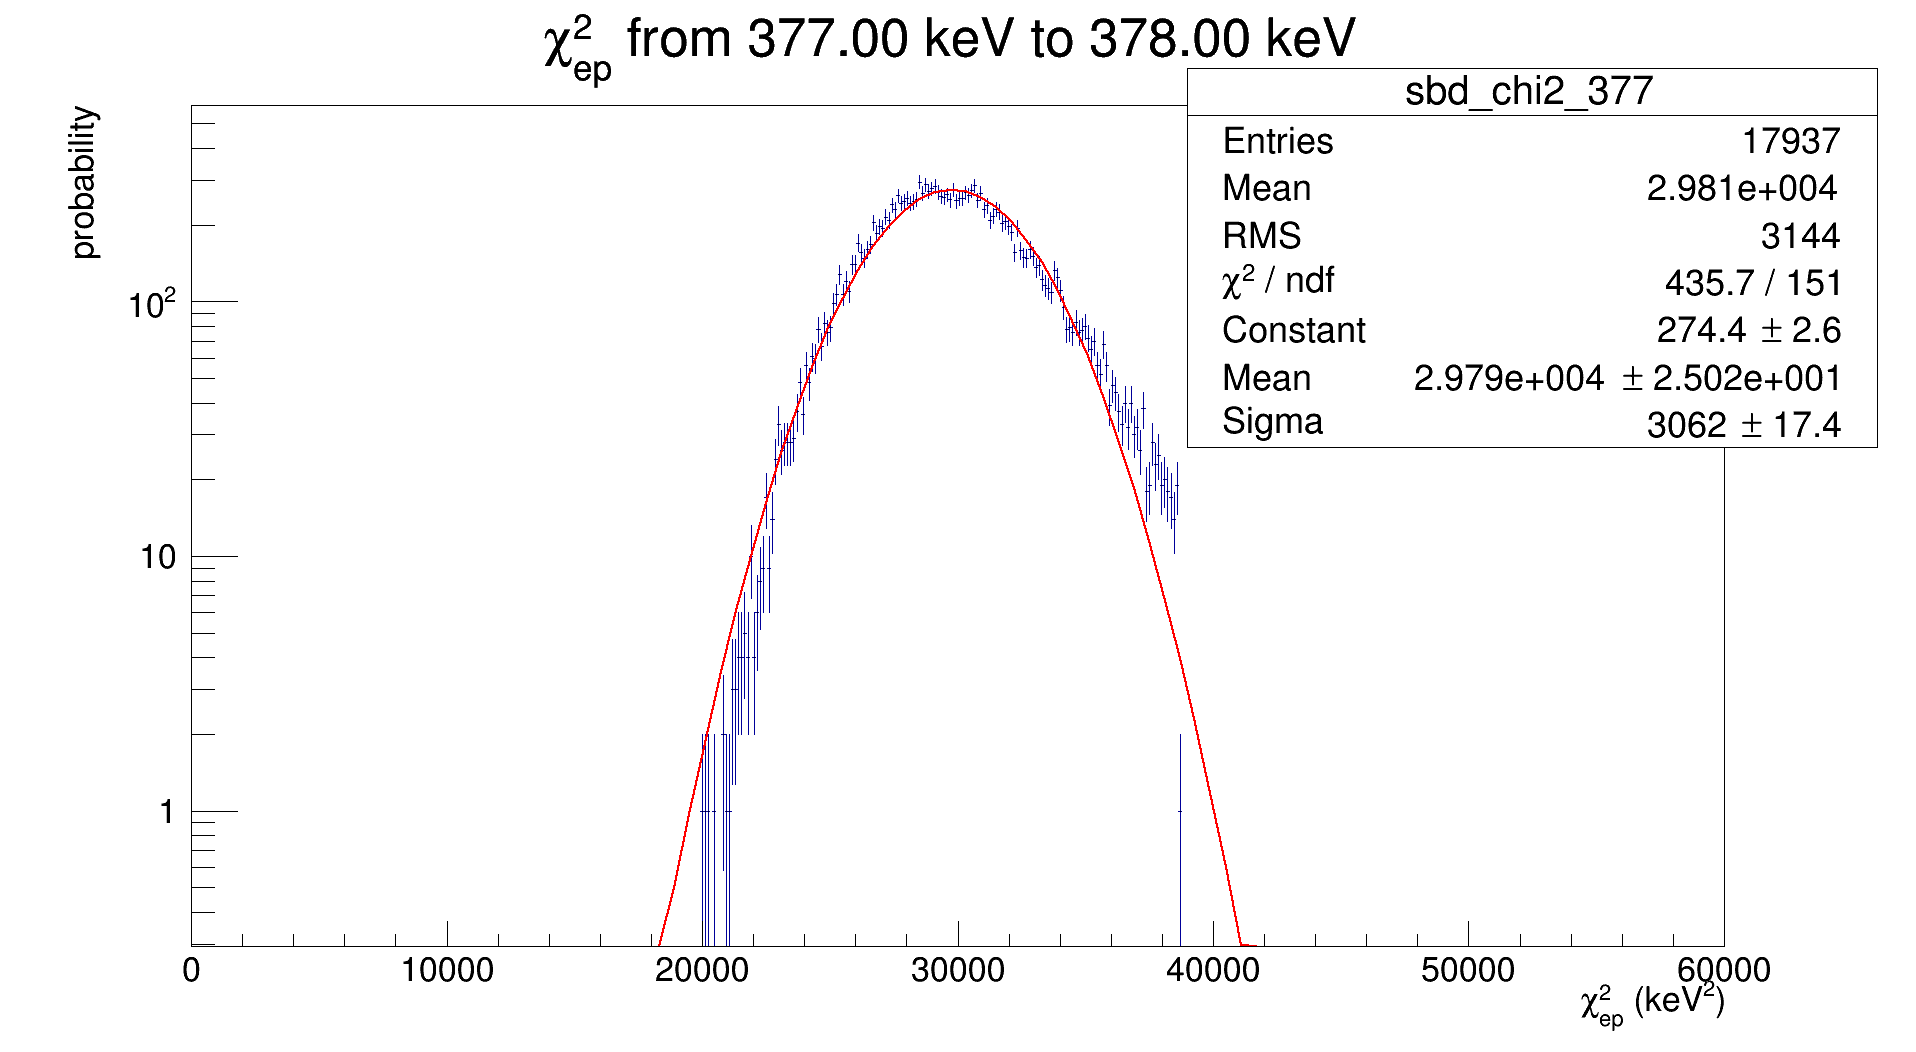 χ²ep from 377.00 keV to 378.00 keV
sbd_chi2_377
Entries 17937
Mean 2.981e+004
RMS 3144
χ² / ndf 435.7 / 151
Constant 274.4 ± 2.6
Mean 2.979e+004 ± 2.502e+001
Sigma 3062 ± 17.4
probability
10²
10
1
0 10000 20000 30000 40000 50000 60000
χ²ep (keV²)